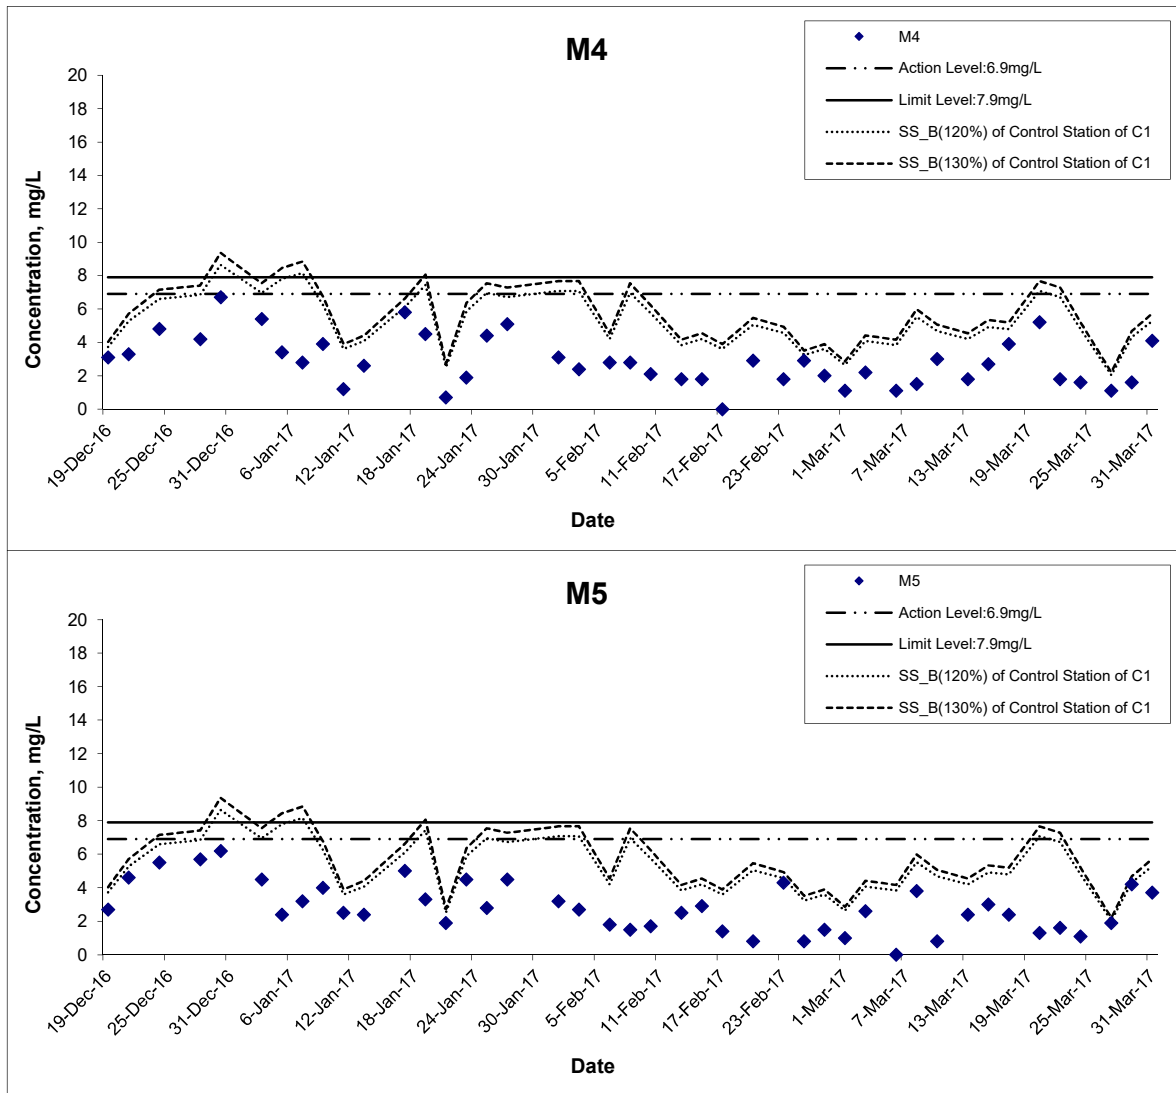 M4
M4
Action Level:6.9mg/L
Limit Level:7.9mg/L
SS_B(120%) of Control Station of C1
SS_B(130%) of Control Station of C1
Concentration, mg/L
20
18
16
14
12
10
8
6
4
2
0
19-Dec-16
25-Dec-16
31-Dec-16
6-Jan-17
12-Jan-17
18-Jan-17
24-Jan-17
30-Jan-17
5-Feb-17
11-Feb-17
17-Feb-17
23-Feb-17
1-Mar-17
7-Mar-17
13-Mar-17
19-Mar-17
25-Mar-17
31-Mar-17
Date
M5
M5
Action Level:6.9mg/L
Limit Level:7.9mg/L
SS_B(120%) of Control Station of C1
SS_B(130%) of Control Station of C1
Concentration, mg/L
20
18
16
14
12
10
8
6
4
2
0
19-Dec-16
25-Dec-16
31-Dec-16
6-Jan-17
12-Jan-17
18-Jan-17
24-Jan-17
30-Jan-17
5-Feb-17
11-Feb-17
17-Feb-17
23-Feb-17
1-Mar-17
7-Mar-17
13-Mar-17
19-Mar-17
25-Mar-17
31-Mar-17
Date